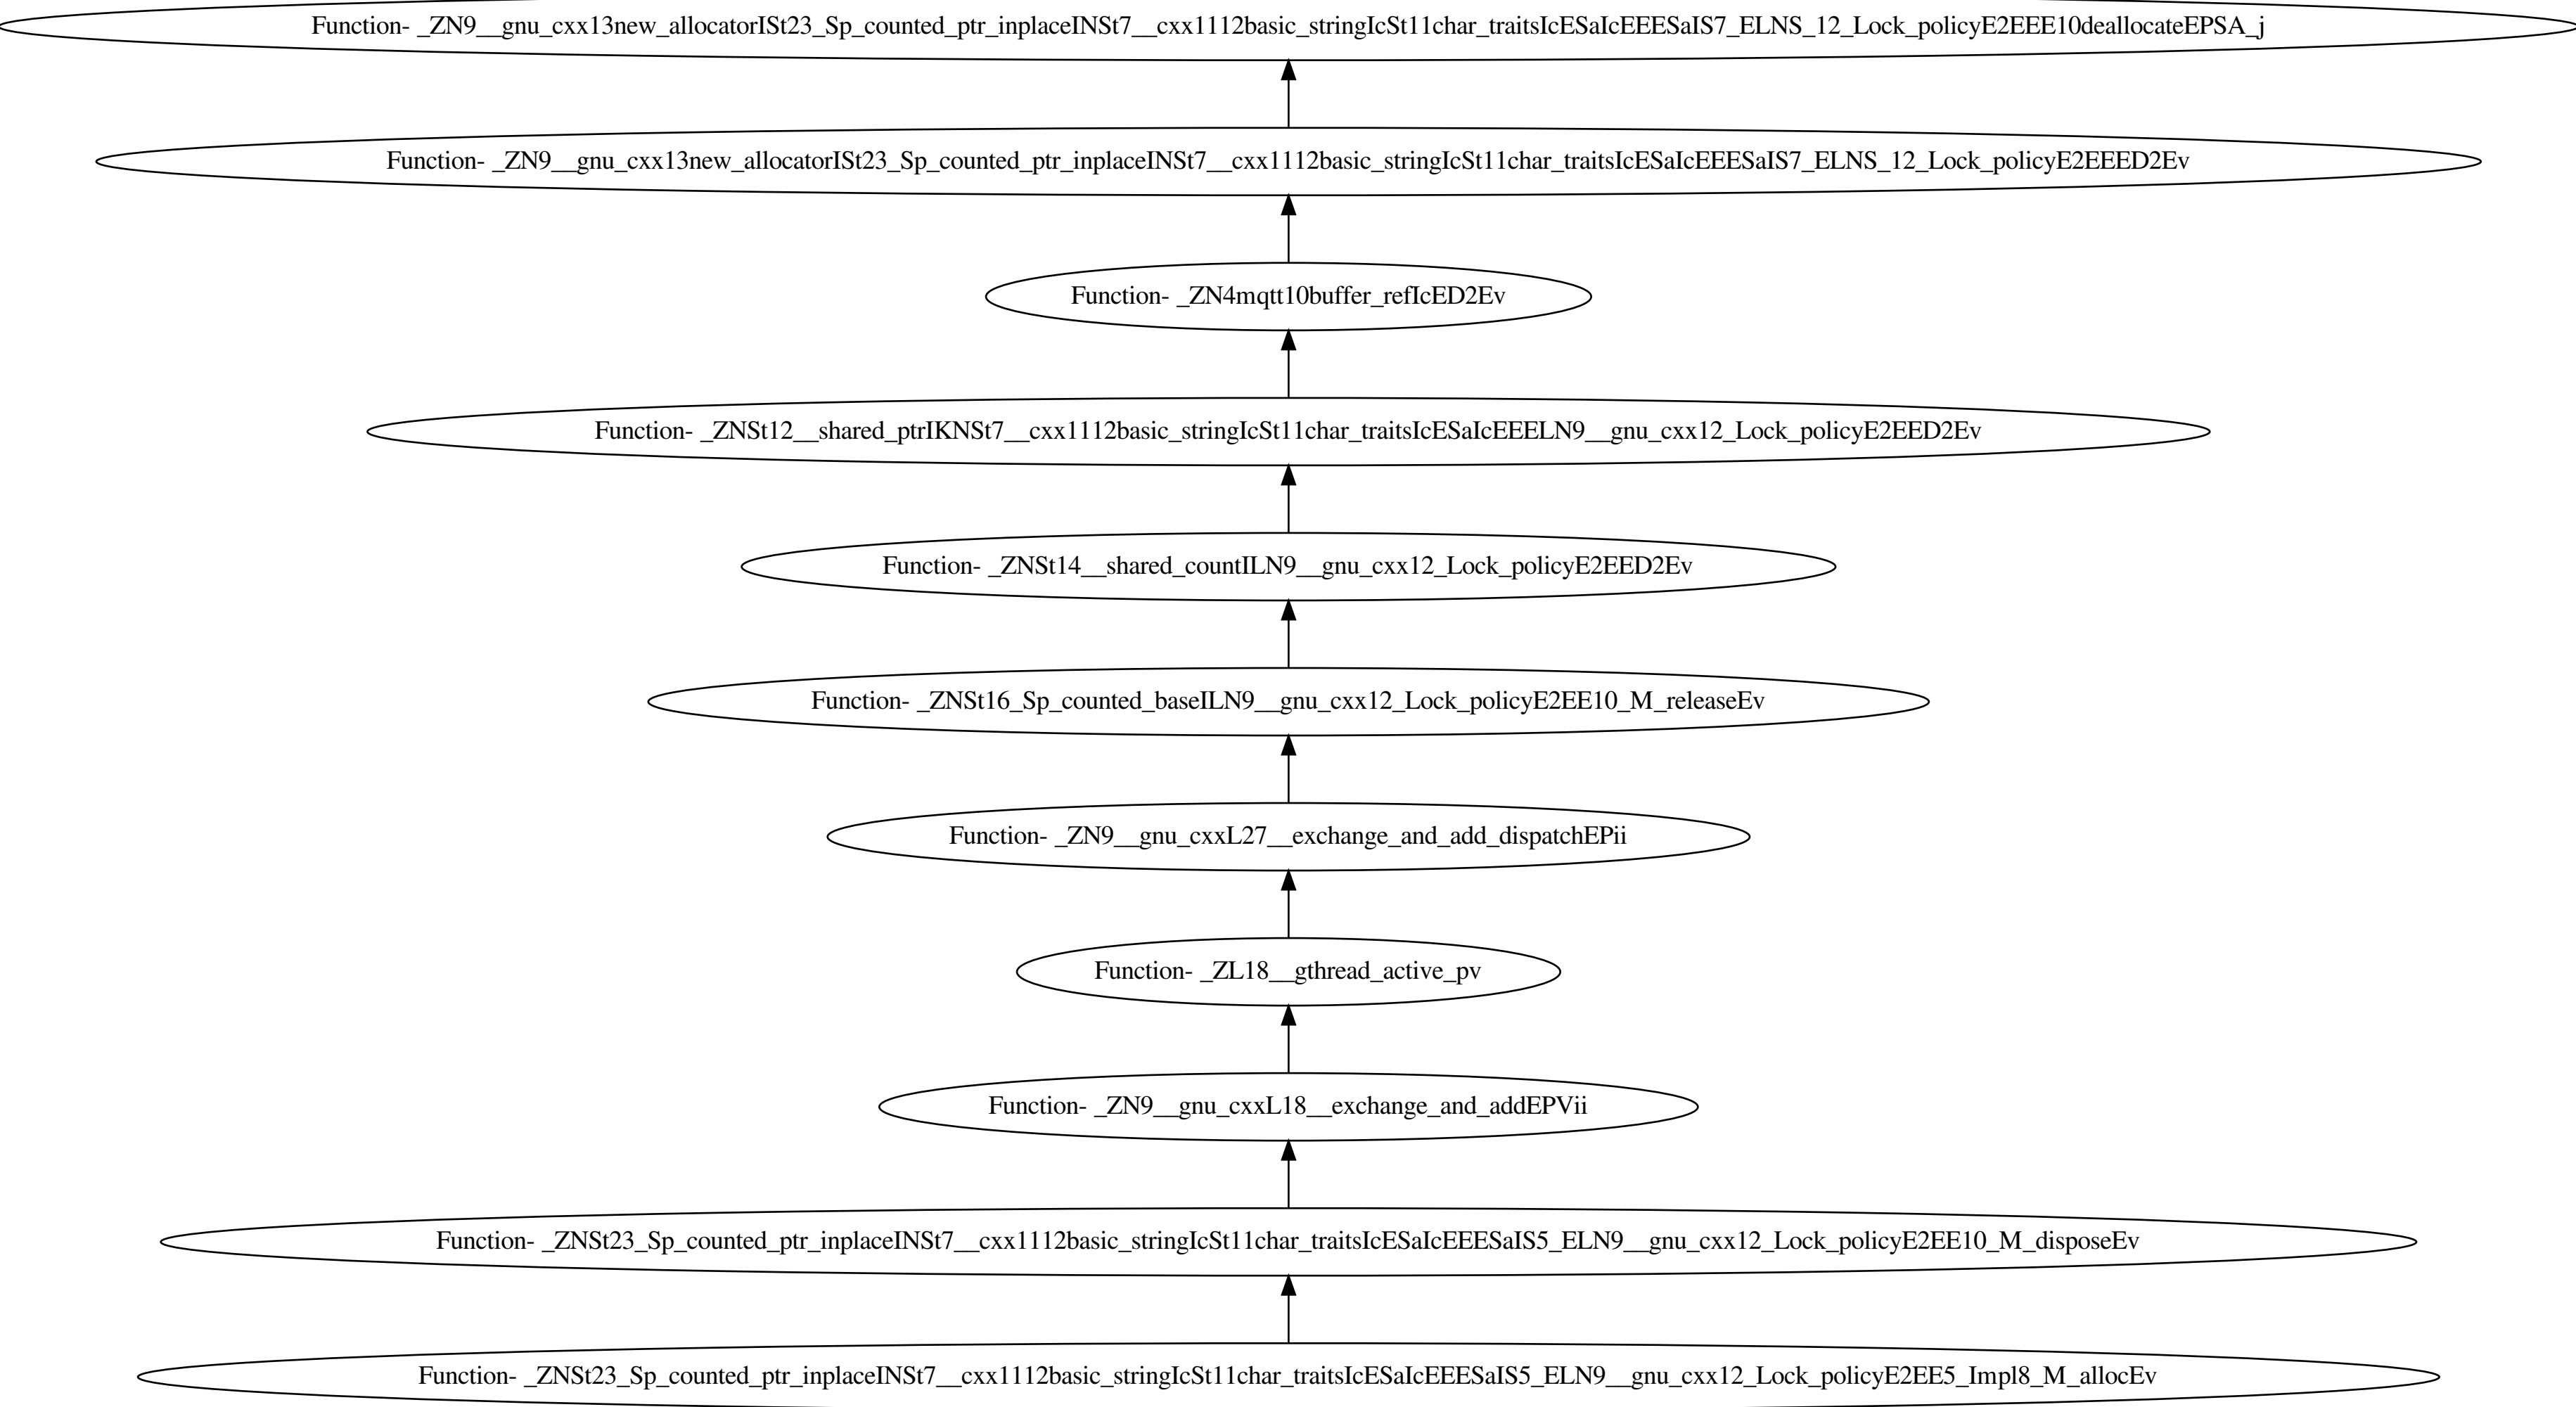 Function- _ZN9__gnu_cxx13new_allocatorISt23_Sp_counted_ptr_inplaceINSt7__cxx1112basic_stringIcSt11char_traitsIcESaIcEEESaIS7_ELNS_12_Lock_policyE2EEE10deallocateEPSA_j
Function- _ZN9__gnu_cxx13new_allocatorISt23_Sp_counted_ptr_inplaceINSt7__cxx1112basic_stringIcSt11char_traitsIcESaIcEEESaIS7_ELNS_12_Lock_policyE2EEED2Ev
Function- _ZN4mqtt10buffer_refIcED2Ev
Function- _ZNSt12__shared_ptrIKNSt7__cxx1112basic_stringIcSt11char_traitsIcESaIcEEELN9__gnu_cxx12_Lock_policyE2EED2Ev
Function- _ZNSt14__shared_countILN9__gnu_cxx12_Lock_policyE2EED2Ev
Function- _ZNSt16_Sp_counted_baseILN9__gnu_cxx12_Lock_policyE2EE10_M_releaseEv
Function- _ZN9__gnu_cxxL27__exchange_and_add_dispatchEPii
Function- _ZL18__gthread_active_pv
Function- _ZN9__gnu_cxxL18__exchange_and_addEPVii
Function- _ZNSt23_Sp_counted_ptr_inplaceINSt7__cxx1112basic_stringIcSt11char_traitsIcESaIcEEESaIS5_ELN9__gnu_cxx12_Lock_policyE2EE10_M_disposeEv
Function- _ZNSt23_Sp_counted_ptr_inplaceINSt7__cxx1112basic_stringIcSt11char_traitsIcESaIcEEESaIS5_ELN9__gnu_cxx12_Lock_policyE2EE5_Impl8_M_allocEv